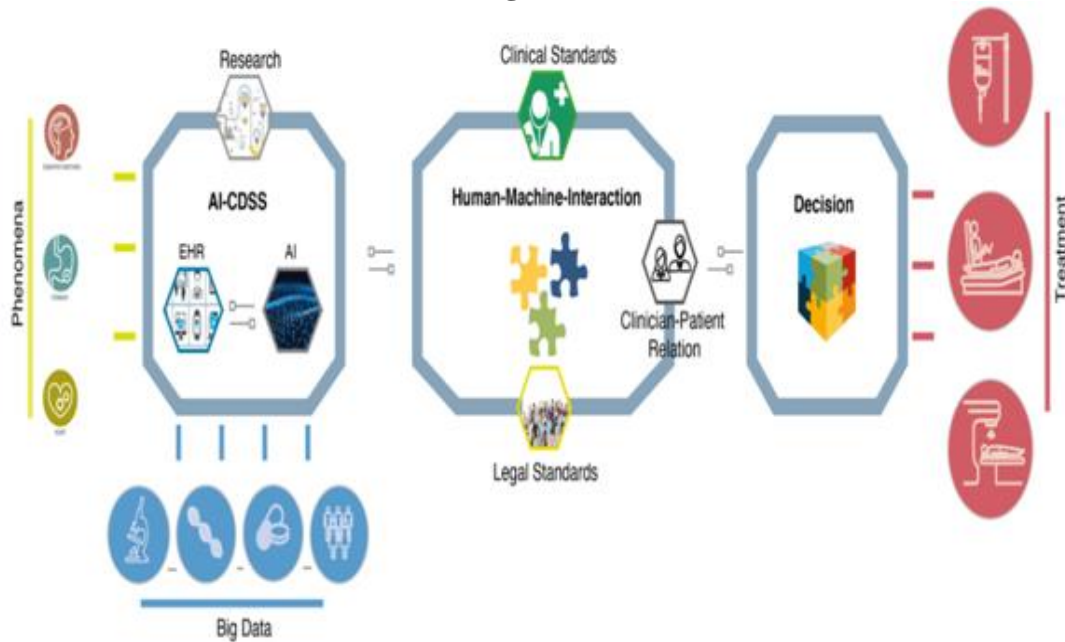 Research
Clinical Standards
Phenomena
AI-CDSS
EHR
AI
Human-Machine-Interaction
Clinician-Patient
Relation
Decision
Treatment
Legal Standards
Big Data